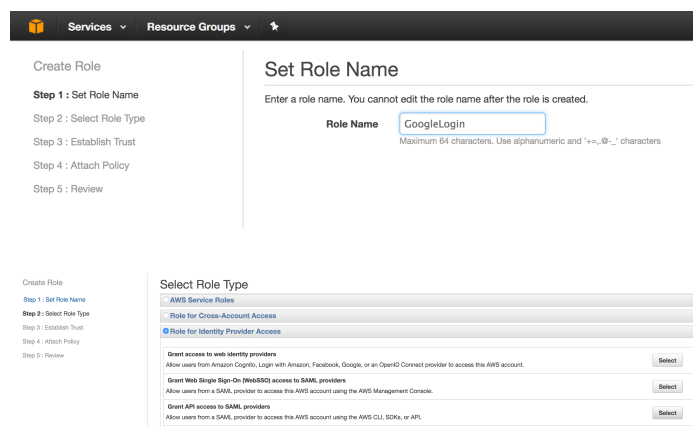 Services Resource Groups
Create Role
Step 1 : Set Role Name
Step 2 : Select Role Type
Step 3 : Establish Trust
Step 4 : Attach Policy
Step 5 : Review
Set Role Name
Enter a role name. You cannot edit the role name after the role is created.
Role Name GoogleLogin
Maximum 64 characters. Use alphanumeric and '+=,.@-_' characters
Create Role
Step 1 : Set Role Name
Step 2 : Select Role Type
Step 3 : Establish Trust
Step 4 : Attach Policy
Step 5 : Review
Select Role Type
AWS Service Roles
Role for Cross-Account Access
Role for Identity Provider Access
Grant access to web identity providers
Allow users from Amazon Cognito, Login with Amazon, Facebook, Google, or an OpenID Connect provider to access this AWS account.
Select
Grant Web Single Sign-On (WebSSO) access to SAML providers
Allow users from a SAML provider to access this AWS account using the AWS Management Console.
Select
Grant API access to SAML providers
Allow users from a SAML provider to access this AWS account using the AWS CLI, SDKs, or API.
Select